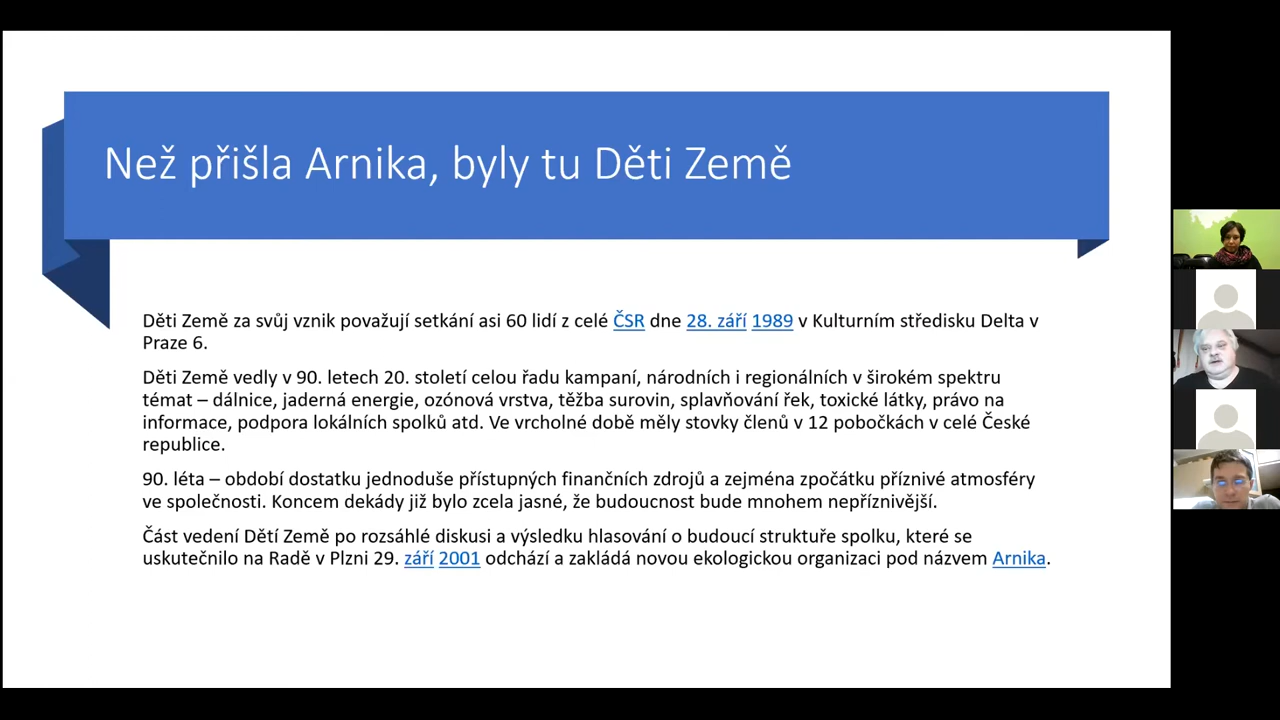 Než přišla Arnika, byly tu Děti Země
Děti Země za svůj vznik považují setkání asi 60 lidí z celé ČSR dne 28. září 1989 v Kulturním středisku Delta v
Praze 6.
Děti Země vedly v 90. letech 20. století celou řadu kampaní, národních i regionálních v širokém spektru
témat – dálnice, jaderná energie, ozónová vrstva, těžba surovin, splavňování řek, toxické látky, právo na
informace, podpora lokálních spolků atd. Ve vrcholné době měly stovky členů v 12 pobočkách v celé České
republice.
90. léta – období dostatku jednoduše přístupných finančních zdrojů a zejména zpočátku příznivé atmosféry
ve společnosti. Koncem dekády již bylo zcela jasné, že budoucnost bude mnohem nepříznivější.
Část vedení Dětí Země po rozsáhlé diskusi a výsledku hlasování o budoucí struktuře spolku, které se
uskutečnilo na Radě v Plzni 29. září 2001 odchází a zakládá novou ekologickou organizaci pod názvem Arnika.